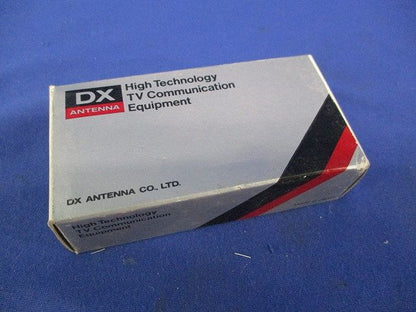 DX
ANTENNA
High Technology
TV Communication
Equipment
DX ANTENNA CO., LTD.
High Technology
TV Communication
Equipment